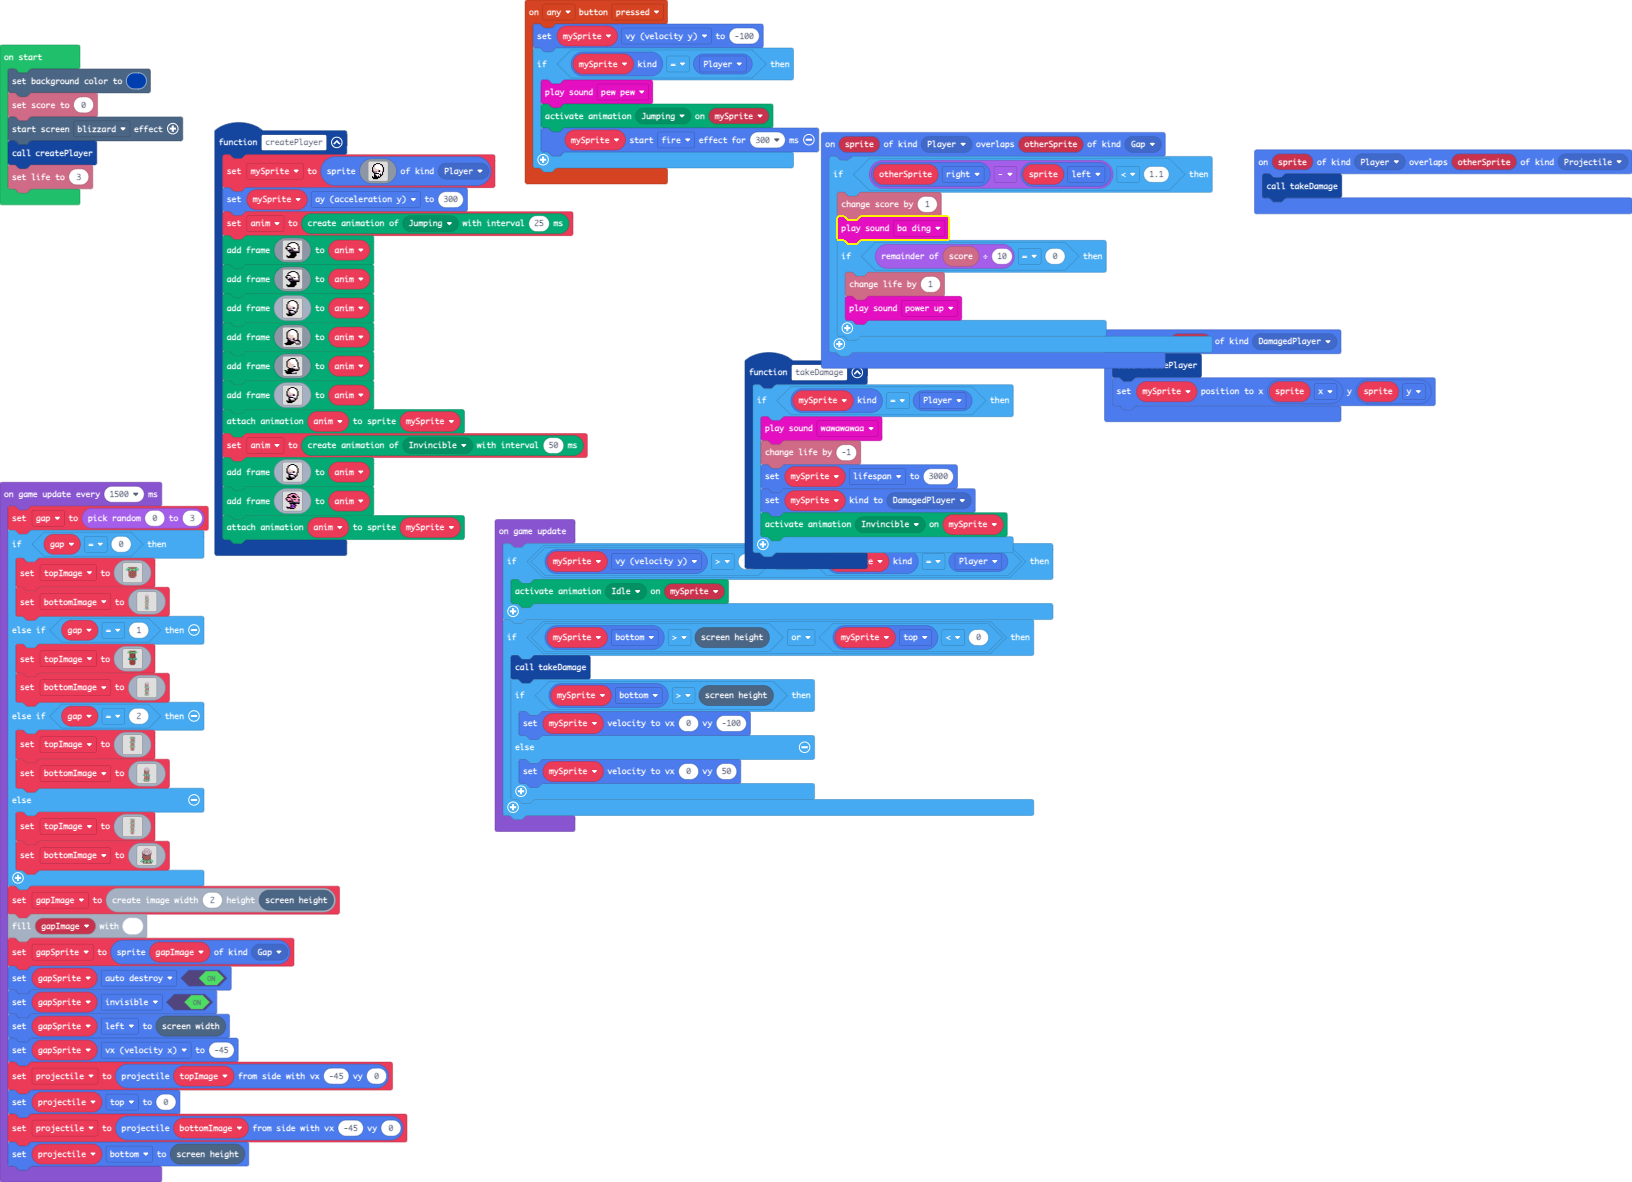 on start
set background color to
set score to 0
start screen blizzard effect
call createPlayer
set life to 3
function createPlayer
set mySprite to sprite of kind Player
set mySprite ay (acceleration y) to 300
set anim to create animation of Jumping with interval 25 ms
add frame to anim
add frame to anim
add frame to anim
add frame to anim
add frame to anim
add frame to anim
attach animation anim to sprite mySprite
set anim to create animation of Invincible with interval 50 ms
add frame to anim
add frame to anim
attach animation anim to sprite mySprite
on any button pressed
set mySprite vy (velocity y) to -100
if mySprite kind = Player then
play sound pew pew
activate animation Jumping on mySprite
mySprite start fire effect for 300 ms
on sprite of kind Player overlaps otherSprite of kind Gap
if otherSprite right - sprite left < 1.1 then
change score by 1
play sound ba ding
if remainder of score ÷ 10 = 0 then
change life by 1
play sound power up
on sprite of kind Player overlaps otherSprite of kind Projectile
call takeDamage
of kind DamagedPlayer
ePlayer
set mySprite position to x sprite x y sprite y
function takeDamage
if mySprite kind = Player then
play sound wawawawaa
change life by -1
set mySprite lifespan to 3000
set mySprite kind to DamagedPlayer
activate animation Invincible on mySprite
on game update
if mySprite vy (velocity y) > e kind = Player then
activate animation Idle on mySprite
if mySprite bottom > screen height or mySprite top < 0 then
call takeDamage
if mySprite bottom > screen height then
set mySprite velocity to vx 0 vy -100
else
set mySprite velocity to vx 0 vy 50
on game update every 1500 ms
set gap to pick random 0 to 3
if gap = 0 then
set topImage to
set bottomImage to
else if gap = 1 then
set topImage to
set bottomImage to
else if gap = 2 then
set topImage to
set bottomImage to
else
set topImage to
set bottomImage to
set gapImage to create image width 2 height screen height
fill gapImage with
set gapSprite to sprite gapImage of kind Gap
set gapSprite auto destroy ON
set gapSprite invisible ON
set gapSprite left to screen width
set gapSprite vx (velocity x) to -45
set projectile to projectile topImage from side with vx -45 vy 0
set projectile top to 0
set projectile to projectile bottomImage from side with vx -45 vy 0
set projectile bottom to screen height